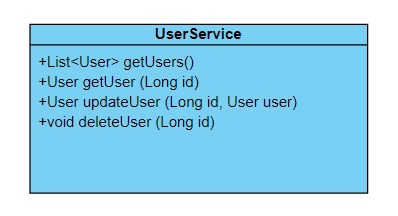 UserService
+List<User> getUsers()
+User getUser (Long id)
+User updateUser (Long id, User user)
+void deleteUser (Long id)